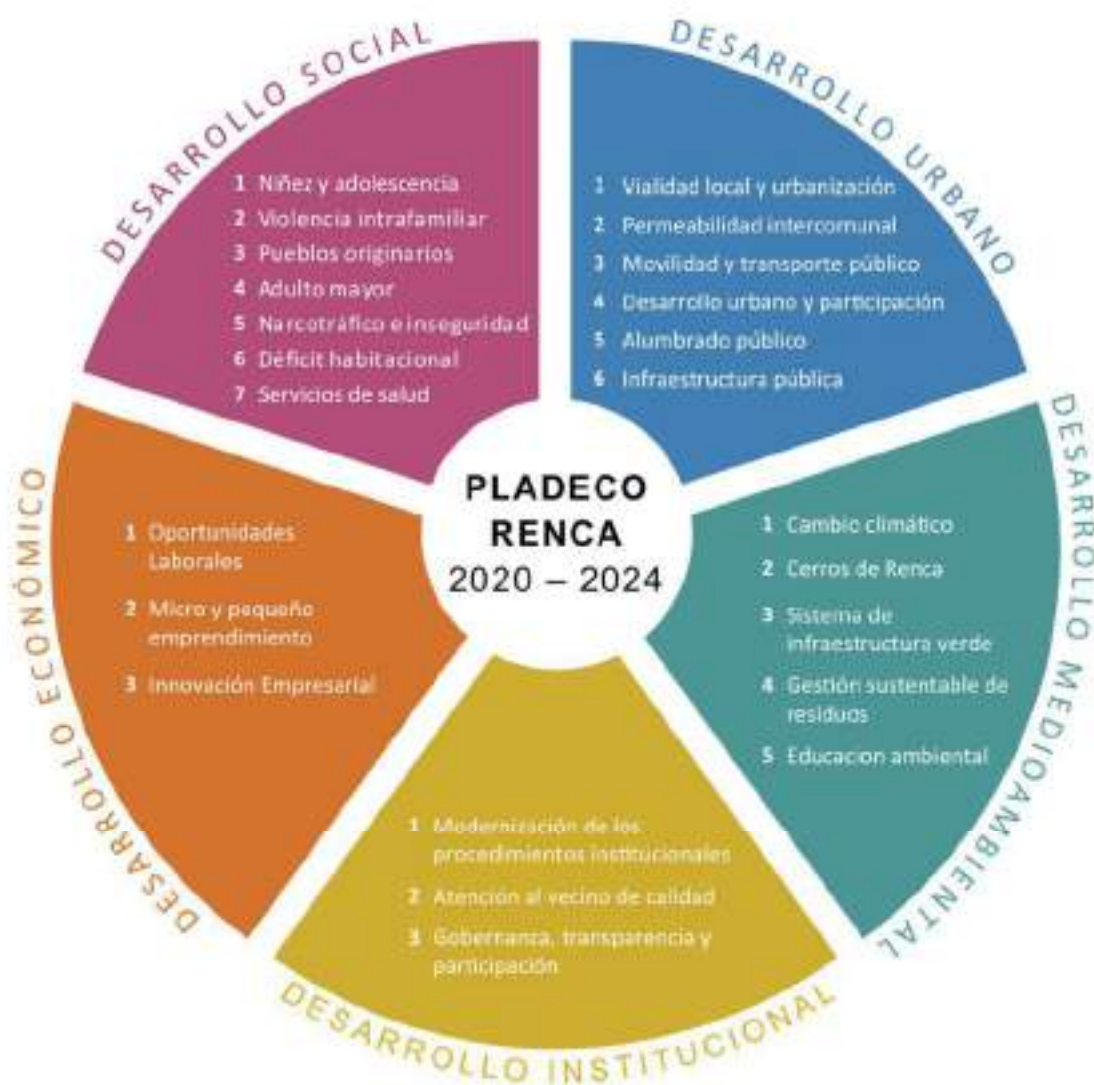 DESARROLLO SOCIAL
1 Niñez y adolescencia
2 Violencia intrafamiliar
3 Pueblos originarios
4 Adulto mayor
5 Narcotráfico e inseguridad
6 Déficit habitacional
7 Servicios de salud
DESARROLLO URBANO
1 Vialidad local y urbanización
2 Permeabilidad intercomunal
3 Movilidad y transporte público
4 Desarrollo urbano y participación
5 Alumbrado público
6 Infraestructura pública
PLADECO
RENCA
2020 – 2024
DESARROLLO MEDIOAMBIENTAL
1 Cambio climático
2 Cerros de Renca
3 Sistema de
infraestructura verde
4 Gestión sustentable de
residuos
5 Educacion ambiental
DESARROLLO INSTITUCIONAL
1 Modernización de los
procedimientos institucionales
2 Atención al vecino de calidad
3 Gobernanza, transparencia y
participación
DESARROLLO ECONÓMICO
1 Oportunidades
Laborales
2 Micro y pequeño
emprendimiento
3 Innovación Empresarial